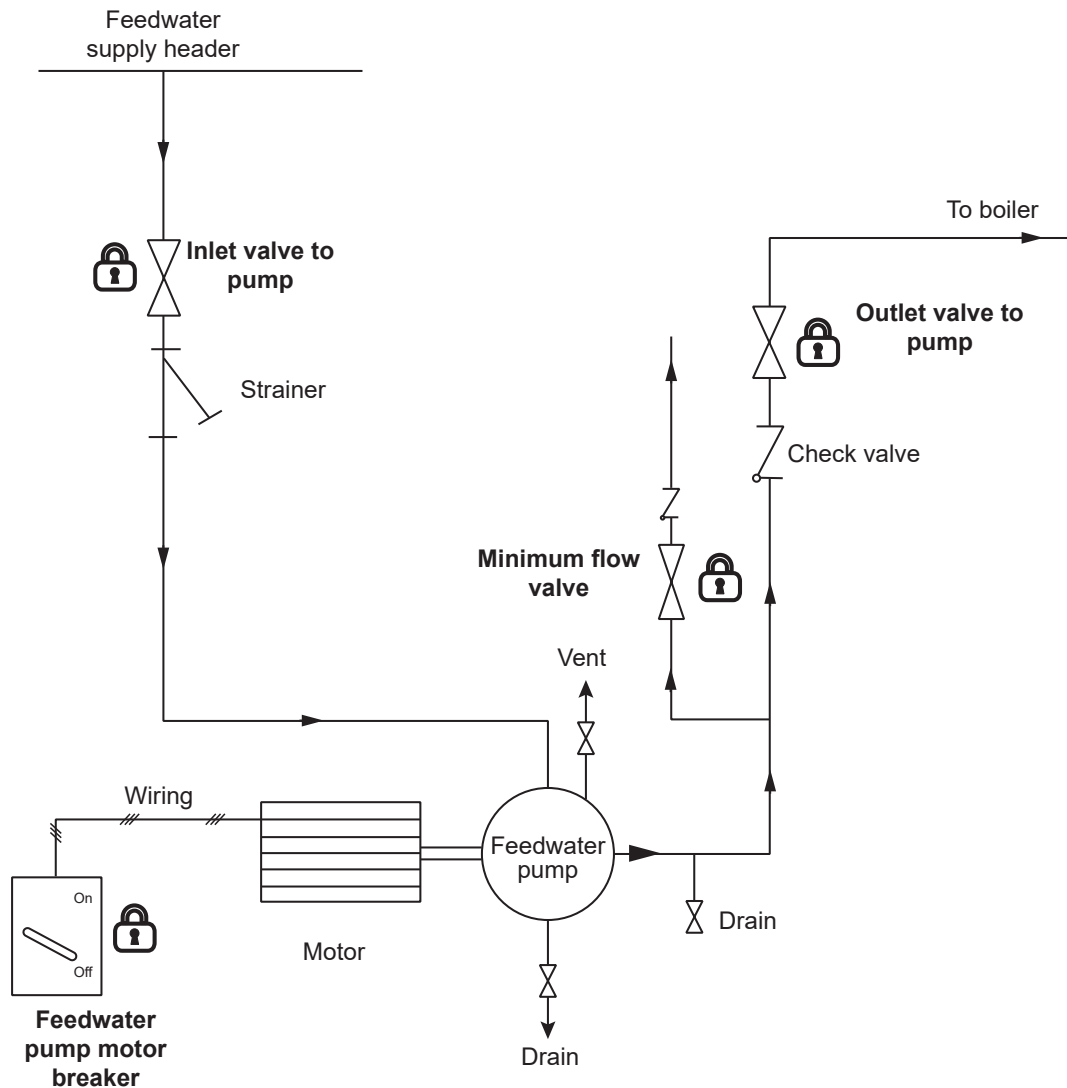 Feedwater
supply header
To boiler
Inlet valve to
pump
Outlet valve to
pump
Strainer
Check valve
Minimum flow
valve
Vent
Wiring
Feedwater
pump
On
Off
Drain
Motor
Feedwater
pump motor
breaker
Drain